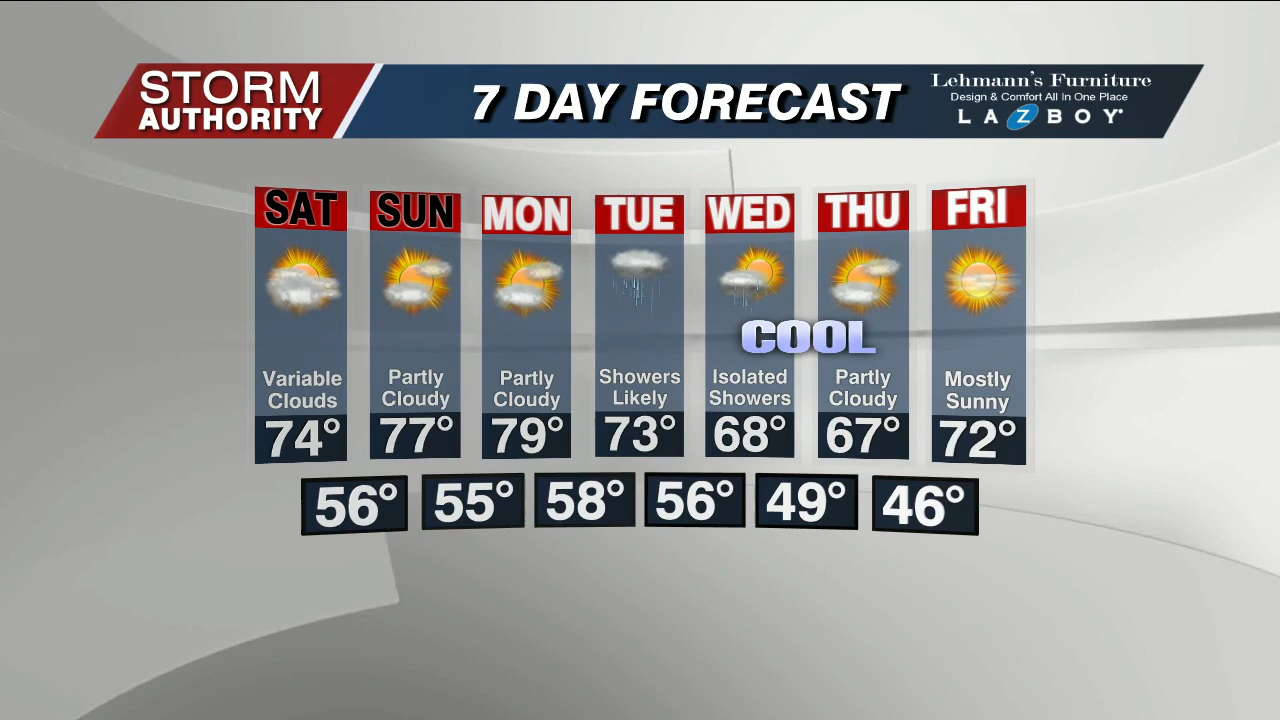 STORM
AUTHORITY
7 DAY FORECAST
Lehmann's Furniture
Design & Comfort All In One Place
LAZBOY®
SAT SUN MON TUE WED THU FRI
COOL
Variable Partly Partly Showers Isolated Partly Mostly
Clouds Cloudy Cloudy Likely Showers Cloudy Sunny
74° 77° 79° 73° 68° 67° 72°
56° 55° 58° 56° 49° 46°